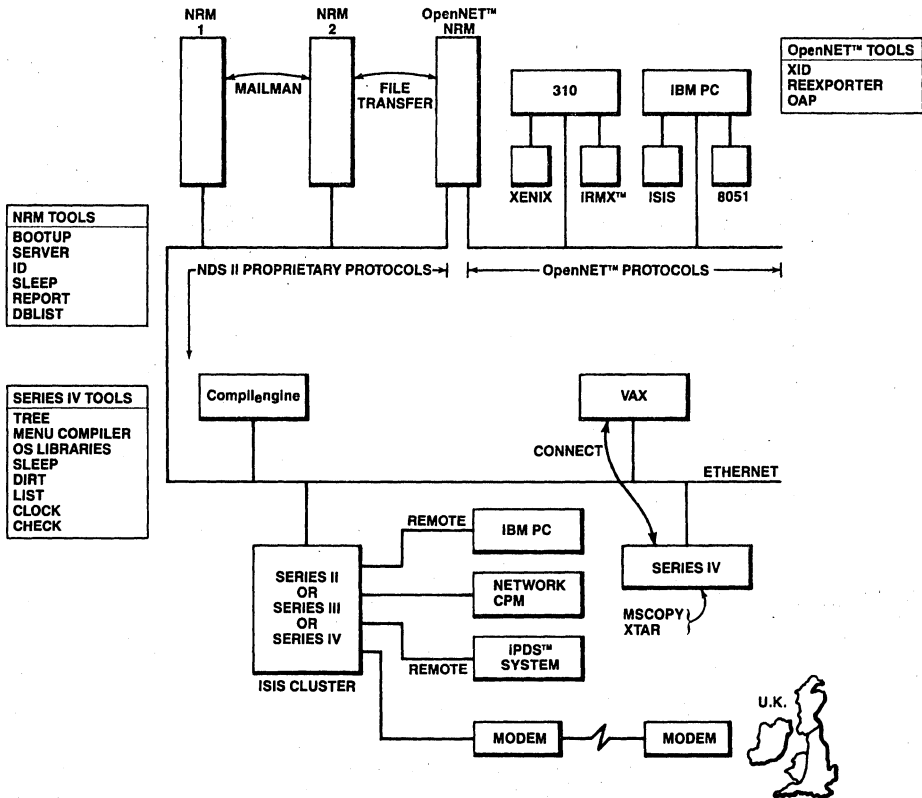 NRM
1
NRM
2
OpenNET™
NRM
MAILMAN
FILE
TRANSFER
310
IBM PC
XENIX
iRMX™
ISIS
8051
OpenNET™ TOOLS
XID
REEXPORTER
OAP
NRM TOOLS
BOOTUP
SERVER
ID
SLEEP
REPORT
DBLIST
NDS II PROPRIETARY PROTOCOLS
OpenNET™ PROTOCOLS
SERIES IV TOOLS
TREE
MENU COMPILER
OS LIBRARIES
SLEEP
DIRT
LIST
CLOCK
CHECK
Compilengine
VAX
CONNECT
ETHERNET
SERIES II
OR
SERIES III
OR
SERIES IV
ISIS CLUSTER
REMOTE
IBM PC
NETWORK
CPM
REMOTE
iPDS™
SYSTEM
SERIES IV
MSCOPY
XTAR
MODEM
MODEM
U.K.